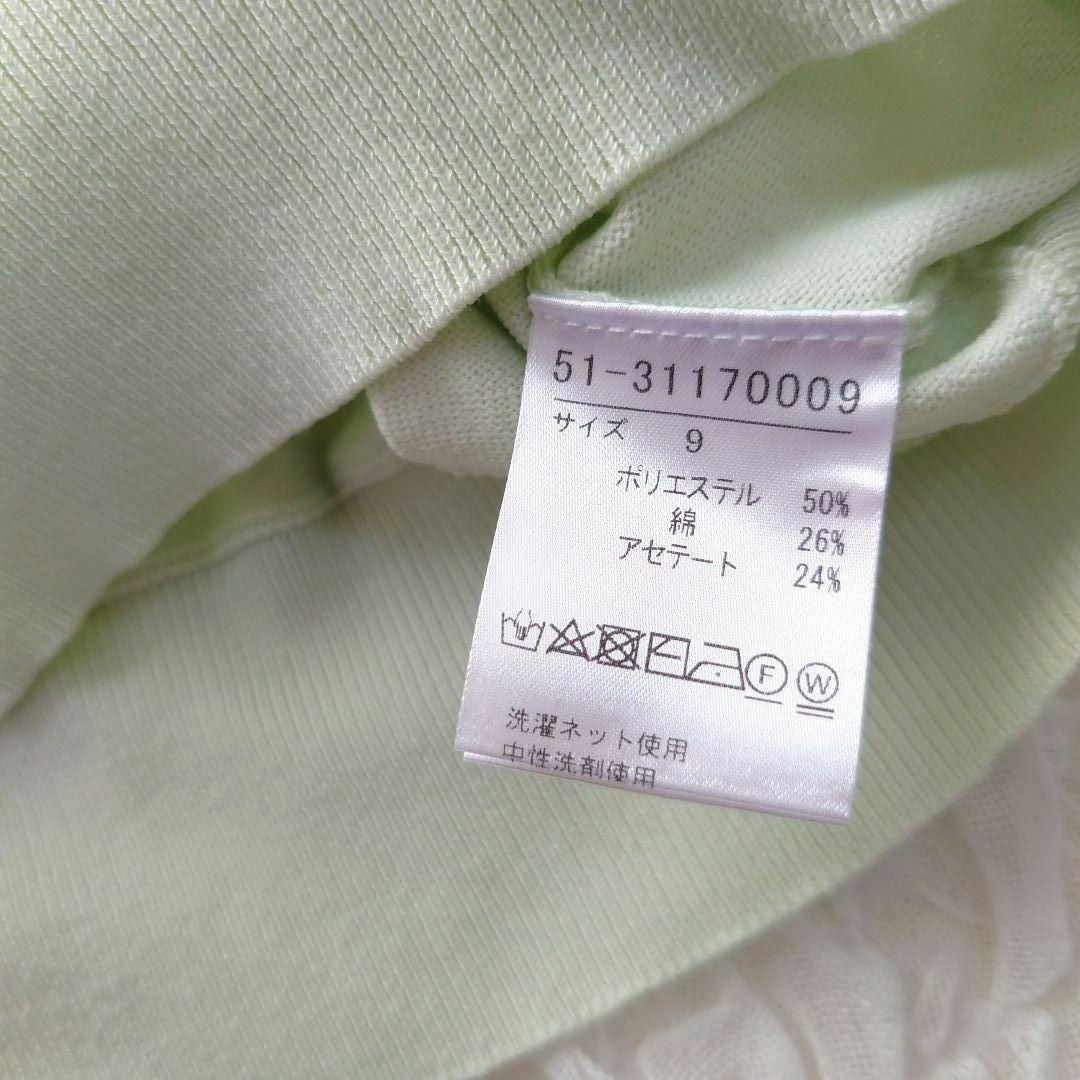 51-31170009
サイズ 9
ポリエステル 50%
綿 26%
アセテート 24%
F W
洗濯ネット使用
中性洗剤使用